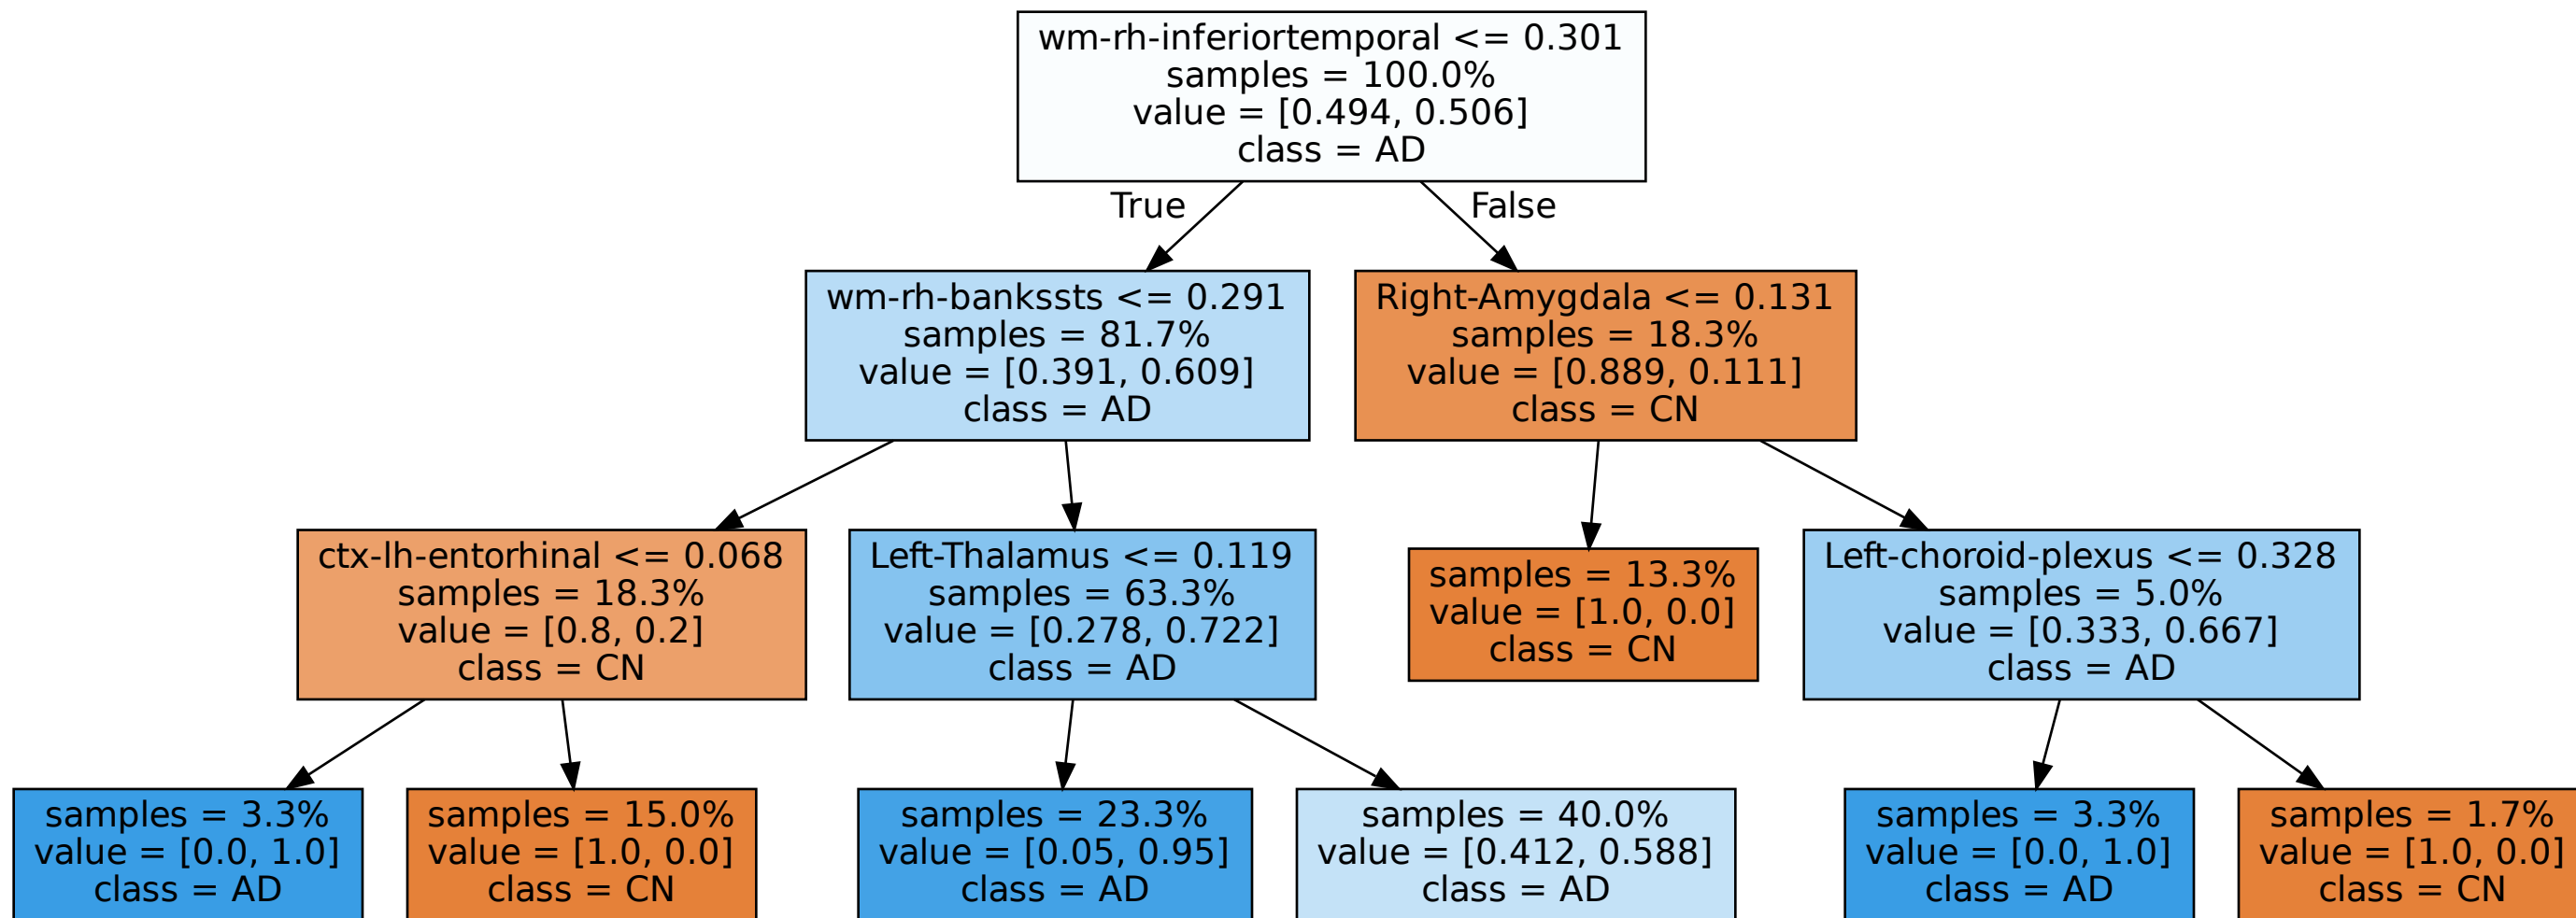 wm-rh-inferiortemporal <= 0.301
samples = 100.0%
value = [0.494, 0.506]
class = AD
True
False
wm-rh-bankssts <= 0.291
samples = 81.7%
value = [0.391, 0.609]
class = AD
Right-Amygdala <= 0.131
samples = 18.3%
value = [0.889, 0.111]
class = CN
ctx-lh-entorhinal <= 0.068
samples = 18.3%
value = [0.8, 0.2]
class = CN
Left-Thalamus <= 0.119
samples = 63.3%
value = [0.278, 0.722]
class = AD
samples = 13.3%
value = [1.0, 0.0]
class = CN
Left-choroid-plexus <= 0.328
samples = 5.0%
value = [0.333, 0.667]
class = AD
samples = 3.3%
value = [0.0, 1.0]
class = AD
samples = 15.0%
value = [1.0, 0.0]
class = CN
samples = 23.3%
value = [0.05, 0.95]
class = AD
samples = 40.0%
value = [0.412, 0.588]
class = AD
samples = 3.3%
value = [0.0, 1.0]
class = AD
samples = 1.7%
value = [1.0, 0.0]
class = CN